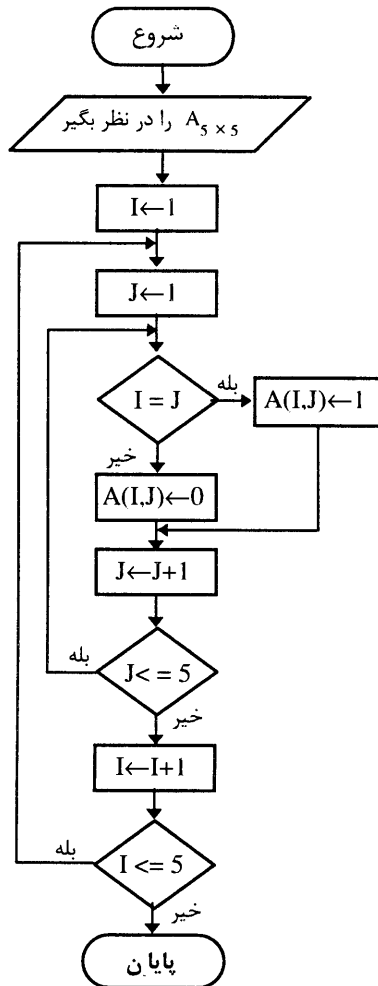 شروع
A₅ × ₅ را در نظر بگیر
I←1
J←1
I = J
بله
A(I,J)←1
خیر
A(I,J)←0
J←J+1
بله
J< = 5
خیر
I←I+1
بله
I <= 5
خیر
پایان